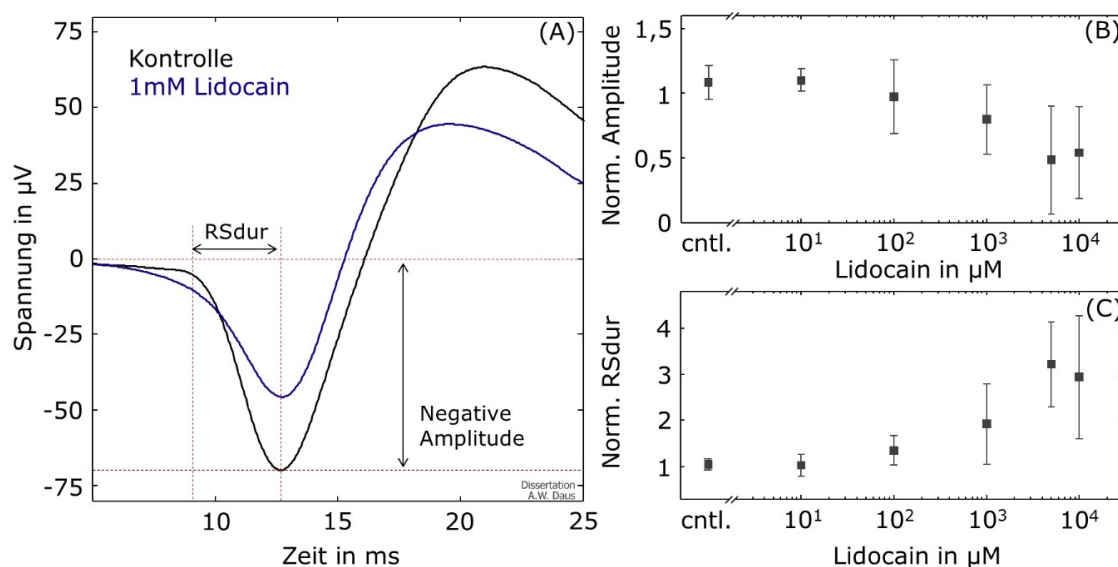 (A)
Kontrolle
1mM Lidocain
75
50
25
0
-25
-50
-75
Spannung in µV
RSdur
Negative
Amplitude
Dissertation
A.W. Daus
10 15 20 25
Zeit in ms
(B)
1,5
1
0,5
0
Norm. Amplitude
cntl. 10¹ 10² 10³ 10⁴
Lidocain in µM
(C)
4
3
2
1
Norm. RSdur
cntl. 10¹ 10² 10³ 10⁴
Lidocain in µM